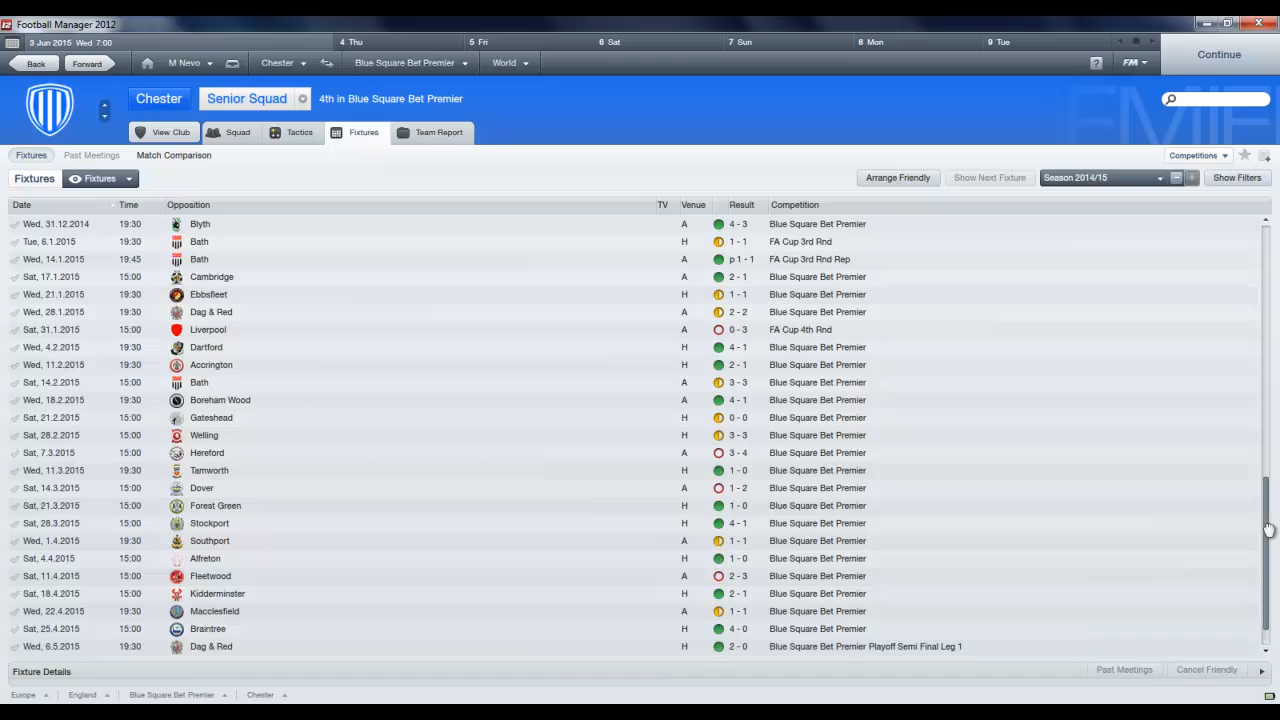 Football Manager 2012
3 Jun 2015 Wed 7:00 4 Thu 5 Fri 6 Sat 7 Sun 8 Mon 9 Tue
Continue
Back Forward M Nevo Chester Blue Square Bet Premier World ? FM
Chester Senior Squad 4th in Blue Square Bet Premier
View Club Squad Tactics Fixtures Team Report
Fixtures Past Meetings Match Comparison Competitions
Fixtures Fixtures Arrange Friendly Show Next Fixture Season 2014/15 Show Filters
Date Time Opposition TV Venue Result Competition
Wed, 31.12.2014 19:30 Blyth A 4 - 3 Blue Square Bet Premier
Tue, 6.1.2015 19:30 Bath H 1 - 1 FA Cup 3rd Rnd
Wed, 14.1.2015 19:45 Bath A p 1 - 1 FA Cup 3rd Rnd Rep
Sat, 17.1.2015 15:00 Cambridge A 2 - 1 Blue Square Bet Premier
Wed, 21.1.2015 19:30 Ebbsfleet H 1 - 1 Blue Square Bet Premier
Wed, 28.1.2015 19:30 Dag & Red A 2 - 2 Blue Square Bet Premier
Sat, 31.1.2015 15:00 Liverpool A 0 - 3 FA Cup 4th Rnd
Wed, 4.2.2015 19:30 Dartford H 4 - 1 Blue Square Bet Premier
Wed, 11.2.2015 19:30 Accrington H 2 - 1 Blue Square Bet Premier
Sat, 14.2.2015 15:00 Bath A 3 - 3 Blue Square Bet Premier
Wed, 18.2.2015 19:30 Boreham Wood A 4 - 1 Blue Square Bet Premier
Sat, 21.2.2015 15:00 Gateshead H 0 - 0 Blue Square Bet Premier
Sat, 28.2.2015 15:00 Welling H 3 - 3 Blue Square Bet Premier
Sat, 7.3.2015 15:00 Hereford A 3 - 4 Blue Square Bet Premier
Wed, 11.3.2015 19:30 Tamworth H 1 - 0 Blue Square Bet Premier
Sat, 14.3.2015 15:00 Dover A 1 - 2 Blue Square Bet Premier
Sat, 21.3.2015 15:00 Forest Green H 1 - 0 Blue Square Bet Premier
Sat, 28.3.2015 15:00 Stockport H 4 - 1 Blue Square Bet Premier
Wed, 1.4.2015 19:30 Southport A 1 - 1 Blue Square Bet Premier
Sat, 4.4.2015 15:00 Alfreton H 1 - 0 Blue Square Bet Premier
Sat, 11.4.2015 15:00 Fleetwood A 2 - 3 Blue Square Bet Premier
Sat, 18.4.2015 15:00 Kidderminster H 2 - 1 Blue Square Bet Premier
Wed, 22.4.2015 19:30 Macclesfield A 1 - 1 Blue Square Bet Premier
Sat, 25.4.2015 15:00 Braintree H 4 - 0 Blue Square Bet Premier
Wed, 6.5.2015 19:30 Dag & Red H 2 - 0 Blue Square Bet Premier Playoff Semi Final Leg 1
Fixture Details Past Meetings Cancel Friendly
Europe England Blue Square Bet Premier Chester